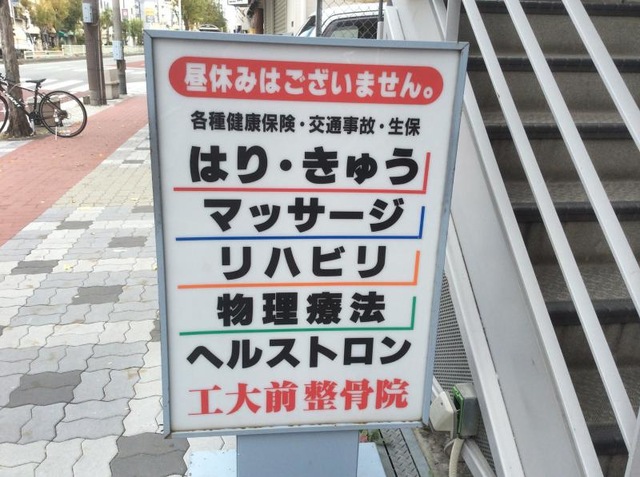 昼休みはございません。
各種健康保険・交通事故・生保
はり・きゅう
マッサージ
リハビリ
物理療法
ヘルストロン
工大前整骨院